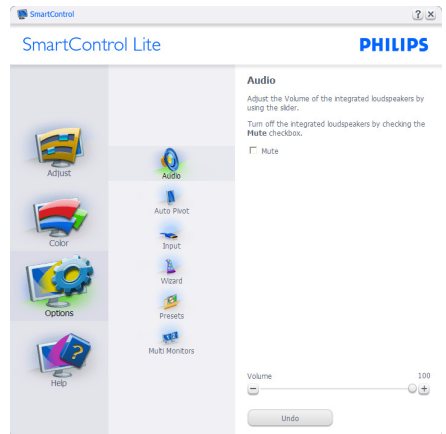 SmartControl
SmartControl Lite
PHILIPS
Adjust
Color
Options
Help
Audio
Auto Pivot
Input
Wizard
Presets
Multi Monitors
Audio
Adjust the Volume of the integrated loudspeakers by
using the slider.
Turn off the integrated loudspeakers by checking the
Mute checkbox.
Mute
Volume 100
Undo